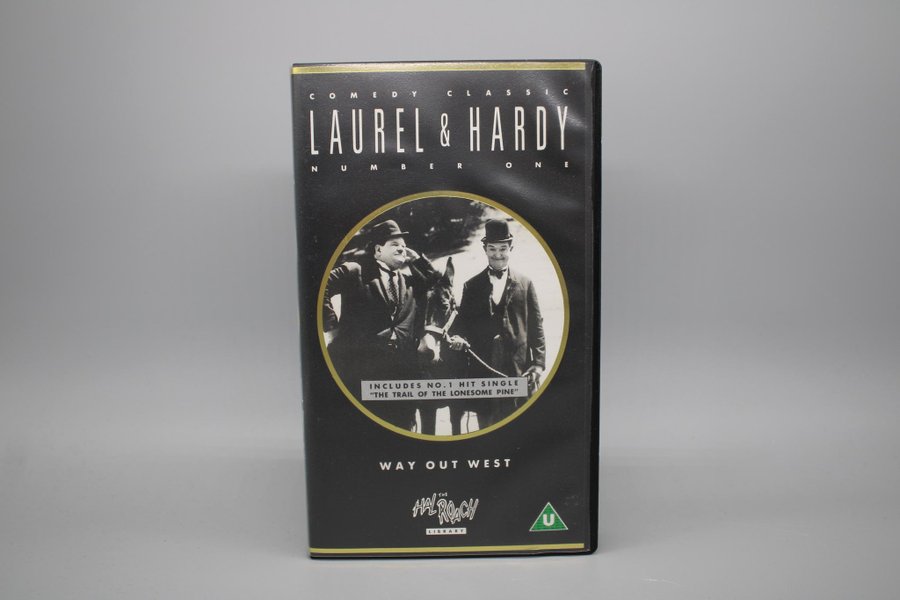 COMEDY CLASSIC
LAUREL & HARDY
NUMBER ONE
INCLUDES NO.1 HIT SINGLE
"THE TRAIL OF THE LONESOME PINE"
WAY OUT WEST
THE
HAL ROACH
LIBRARY
U